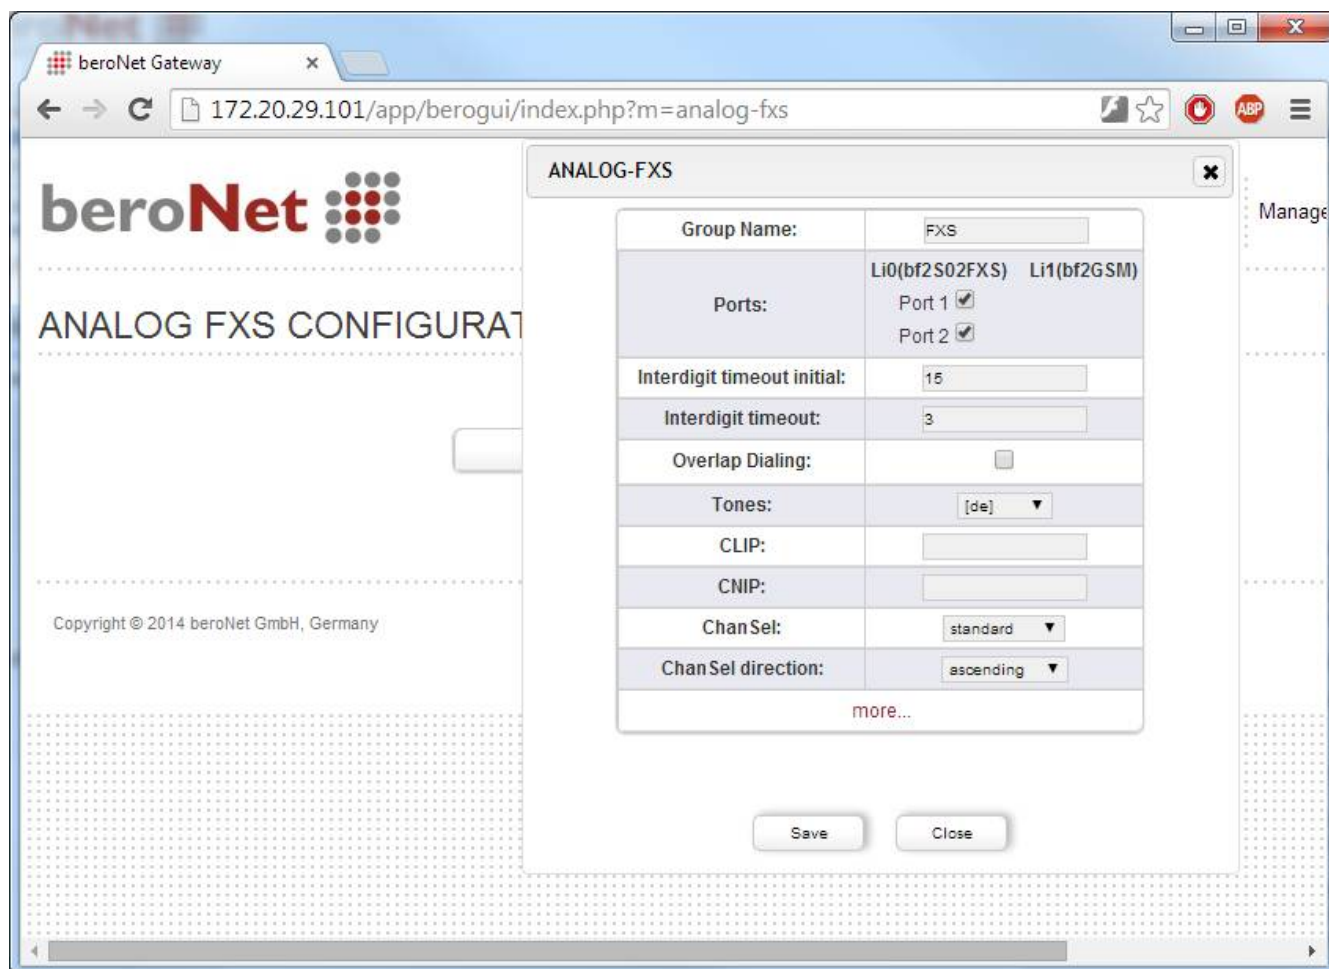 beroNet Gateway
172.20.29.101/app/berogui/index.php?m=analog-fxs
ABP
beroNet
Manage
ANALOG FXS CONFIGURAT
ANALOG-FXS
Group Name: FXS
Ports: Li0(bf2S02FXS) Li1(bf2GSM)
Port 1
Port 2
Interdigit timeout initial: 15
Interdigit timeout: 3
Overlap Dialing:
Tones: [de]
CLIP:
CNIP:
ChanSel: standard
ChanSel direction: ascending
more...
Save Close
Copyright © 2014 beroNet GmbH, Germany